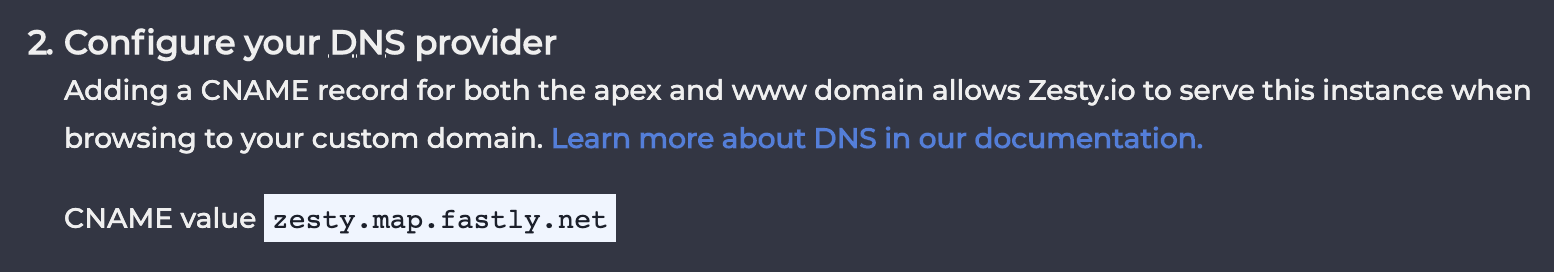 2. Configure your DNS provider
Adding a CNAME record for both the apex and www domain allows Zesty.io to serve this instance when
browsing to your custom domain. Learn more about DNS in our documentation.
CNAME value zesty.map.fastly.net